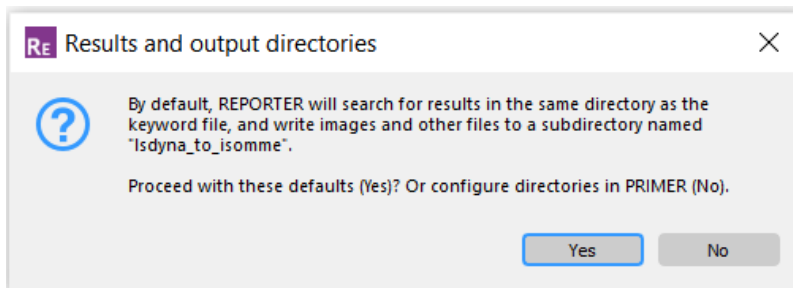 RE Results and output directories
By default, REPORTER will search for results in the same directory as the
keyword file, and write images and other files to a subdirectory named
"lsdyna_to_isomme".
Proceed with these defaults (Yes)? Or configure directories in PRIMER (No).
Yes No